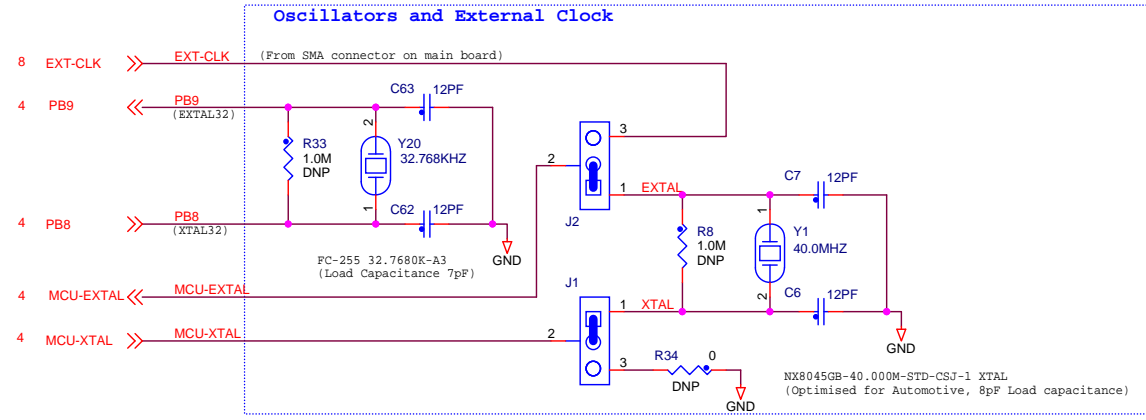 Oscillators and External Clock
8 EXT-CLK EXT-CLK (From SMA connector on main board)
4 PB9 PB9
(EXTAL32)
C63 12PF
2
R33
1.0M
DNP
Y20
32.768KHZ
1
4 PB8 PB8
(XTAL32)
C62 12PF
GND
FC-255 32.7680K-A3
(Load Capacitance 7pF)
3
2
1 EXTAL
J2
C7 12PF
1
R8
1.0M
DNP
Y1
40.0MHZ
2
C6 12PF
GND
4 MCU-EXTAL MCU-EXTAL
J1
1 XTAL
4 MCU-XTAL MCU-XTAL 2
3
R34 0
DNP
GND
NX8045GB-40.000M-STD-CSJ-1 XTAL
(Optimised for Automotive, 8pF Load capacitance)